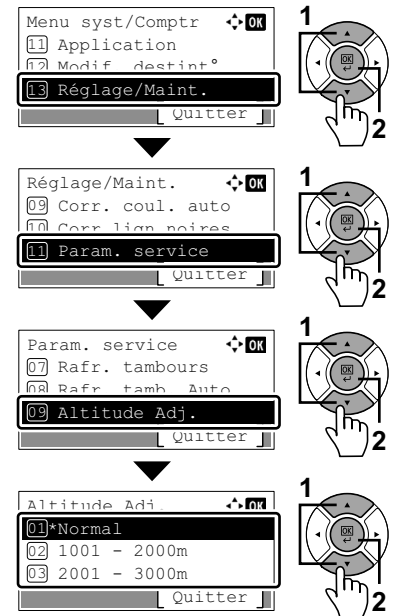 Menu syst/Comptr OK
11 Application
12 Modif. destint°
13 Réglage/Maint.
[ Quitter ]
1
OK
2
Réglage/Maint. OK
09 Corr. coul. auto
10 Corr lign noires
11 Param. service
[ Quitter ]
1
OK
2
Param. service OK
07 Rafr. tambours
08 Rafr. tamb. Auto
09 Altitude Adj.
[ Quitter ]
1
OK
2
Altitude Adj. OK
01 *Normal
02 1001 - 2000m
03 2001 - 3000m
[ Quitter ]
1
OK
2